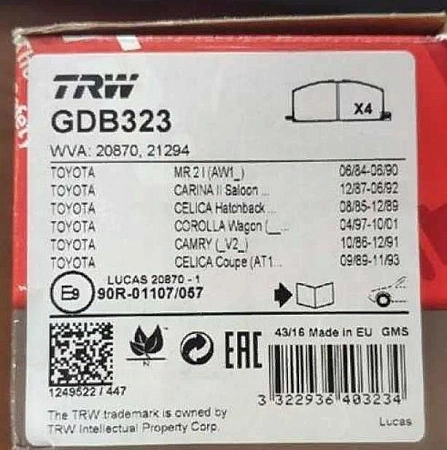 TRW
GDB323
X4
WVA: 20870, 21294
TOYOTA MR 2 I (AW1_) 06/84-06/90
TOYOTA CARINA II Saloon ... 12/87-06/92
TOYOTA CELICA Hatchback ... 08/85-12/89
TOYOTA COROLLA Wagon (__... 04/97-10/01
TOYOTA CAMRY (_V2_) 10/86-12/91
TOYOTA CELICA Coupe (AT1... 09/89-11/93
LUCAS 20870 - 1
E9 90R-01107/057
43/16 Made in EU GMS
EAC
1249522 / 447
3 322936 403234
The TRW trademark is owned by
TRW Intellectual Property Corp.
Lucas